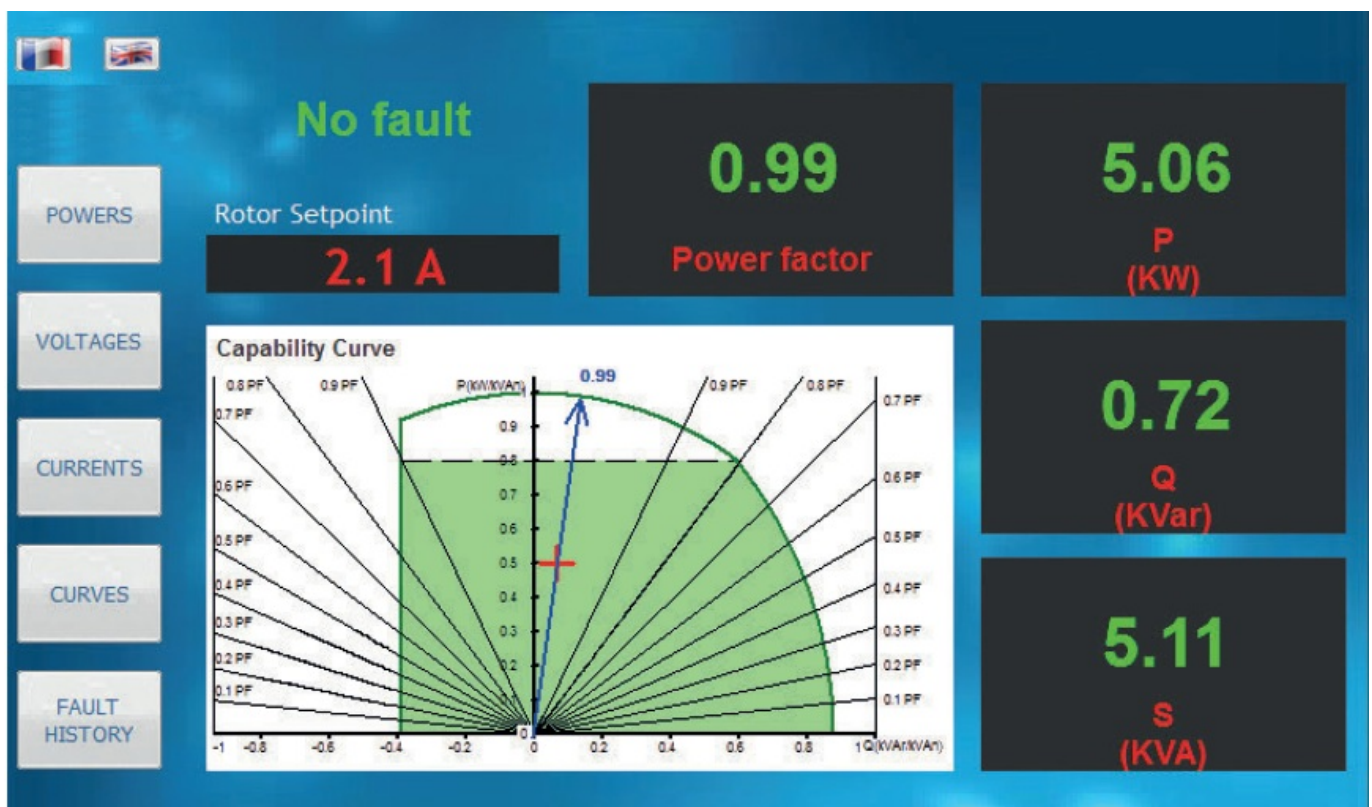 No fault
0.99
Power factor
5.06
P
(KW)
POWERS
Rotor Setpoint
2.1 A
VOLTAGES
CURRENTS
CURVES
FAULT
HISTORY
Capability Curve
0.8 PF
0.9 PF
P(kW/kVAn)
0.99
0.9 PF
0.8 PF
0.7 PF
0.7 PF
0.6 PF
0.6 PF
0.5 PF
0.5 PF
0.4 PF
0.4 PF
0.3 PF
0.3 PF
0.2 PF
0.2 PF
0.1 PF
0.1 PF
1
0.9
0.8
0.7
0.6
0.5
0.4
0.3
0.2
0.1
0
-1 -0.8 -0.6 -0.4 -0.2 0 0.2 0.4 0.6 0.8 1 Q(kVAr/kVAn)
0.72
Q
(KVar)
5.11
S
(KVA)